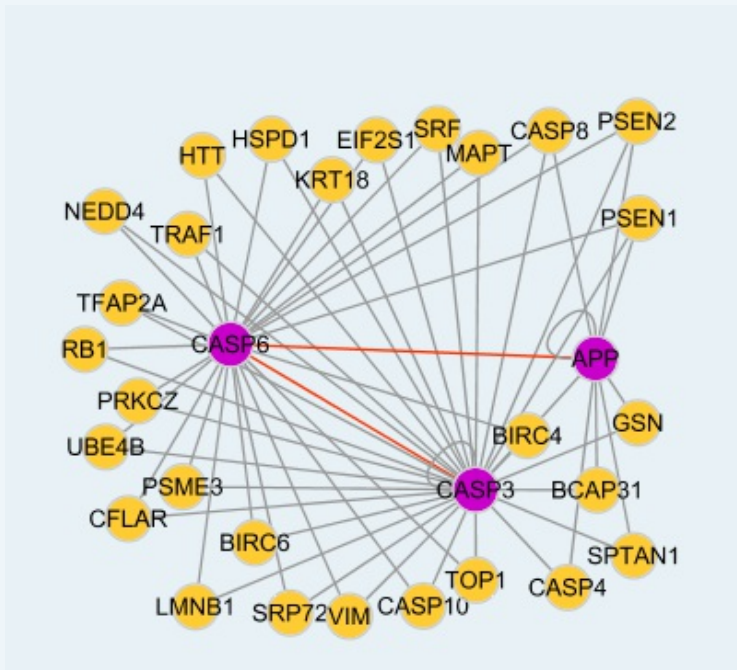 PSEN2
SRF
CASP8
HSPD1
EIF2S1
MAPT
HTT
KRT18
NEDD4
PSEN1
TRAF1
TFAP2A
CASP6
RB1
APP
PRKCZ
GSN
BIRC4
UBE4B
PSME3
CASP3
BCAP31
CFLAR
BIRC6
SPTAN1
TOP1
CASP4
LMNB1
SRP72
VIM
CASP10